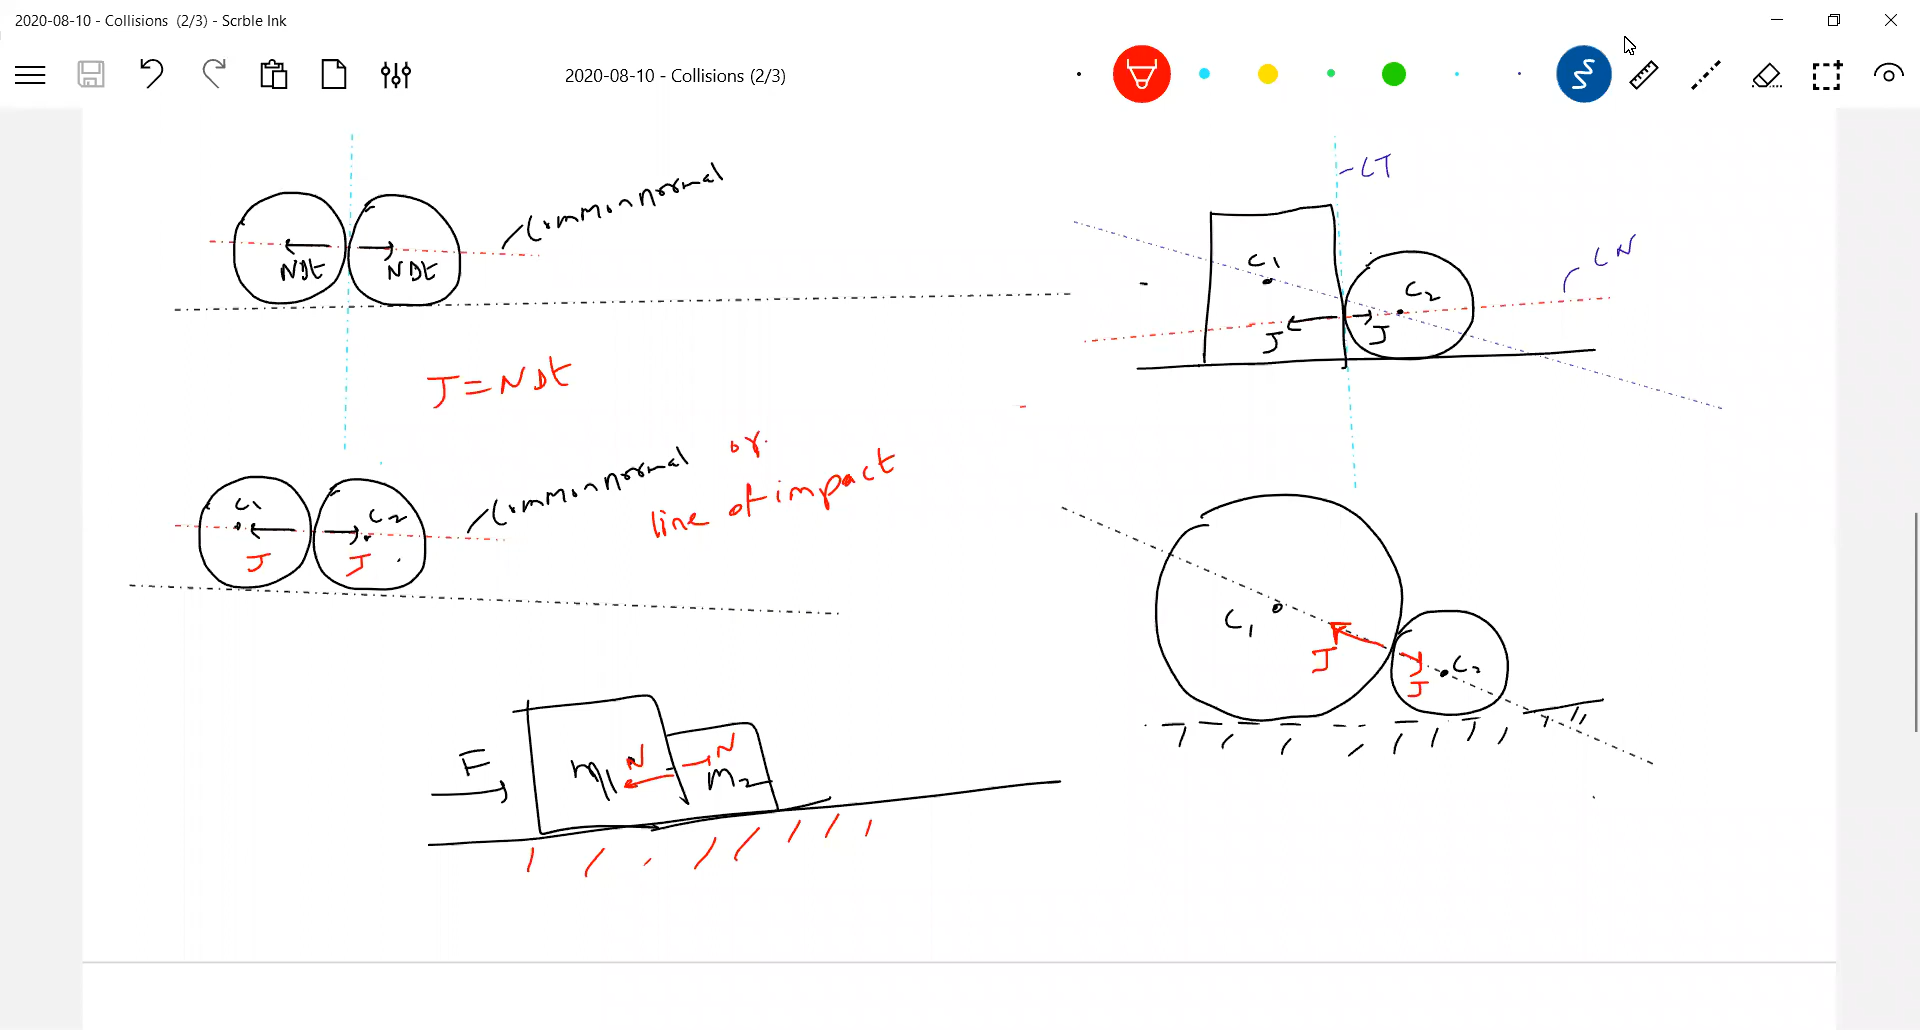 2020-08-10 - Collisions (2/3) - Scrble Ink
2020-08-10 - Collisions (2/3)
Common normal
NΔt
NΔt
J = NΔt
Common normal or
line of impact
C1
C2
J
J
F
m1
N
N
m2
CT
CN
C1
C2
J
J
C1
J
J
C2